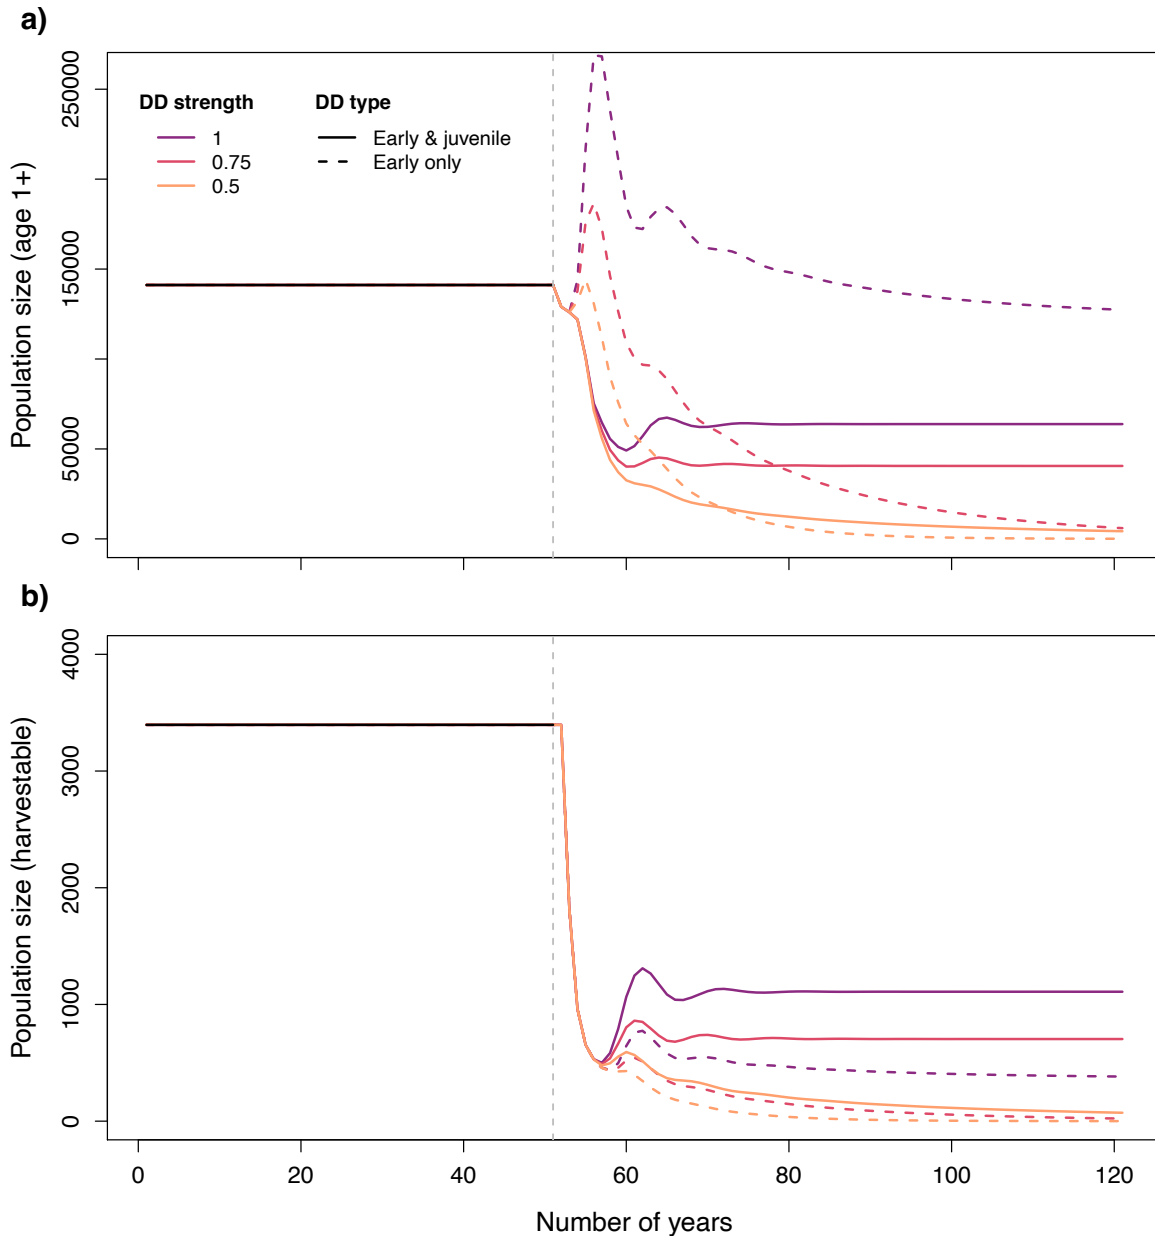 a)
Population size (age 1+)
0
50000
150000
250000
DD strength
1
0.75
0.5
DD type
Early & juvenile
Early only
b)
Population size (harvestable)
0
1000
2000
3000
4000
0 20 40 60 80 100 120
Number of years